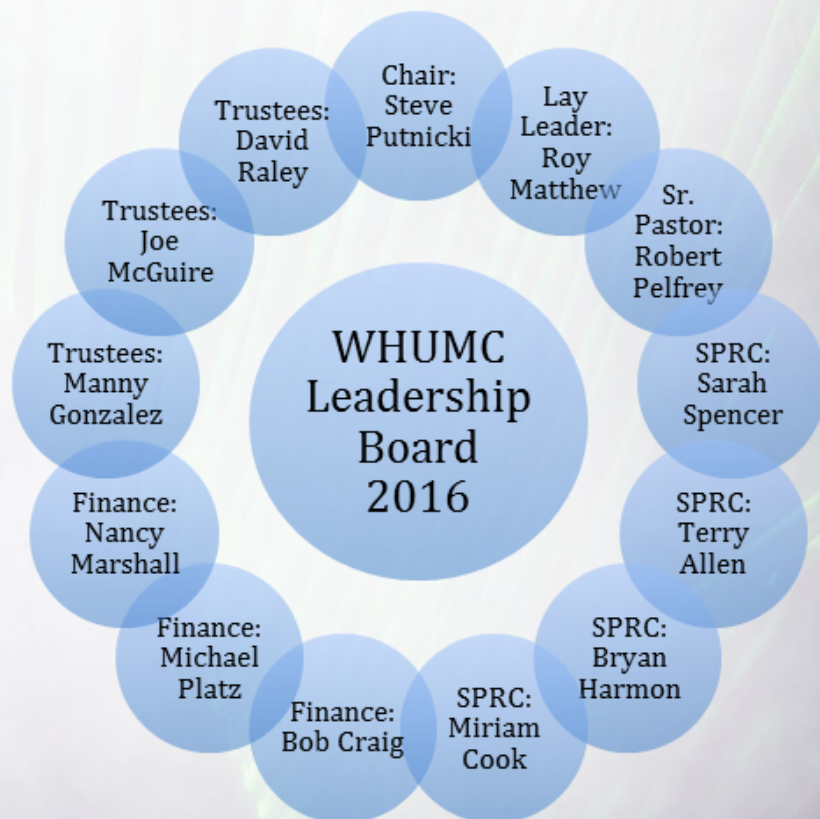 Chair:
Steve
Putnicki
Lay
Leader:
Roy
Matthew
Sr.
Pastor:
Robert
Pelfrey
SPRC:
Sarah
Spencer
SPRC:
Terry
Allen
SPRC:
Bryan
Harmon
SPRC:
Miriam
Cook
Finance:
Bob Craig
Finance:
Michael
Platz
Finance:
Nancy
Marshall
Trustees:
Manny
Gonzalez
Trustees:
Joe
McGuire
Trustees:
David
Raley
WHUMC
Leadership
Board
2016